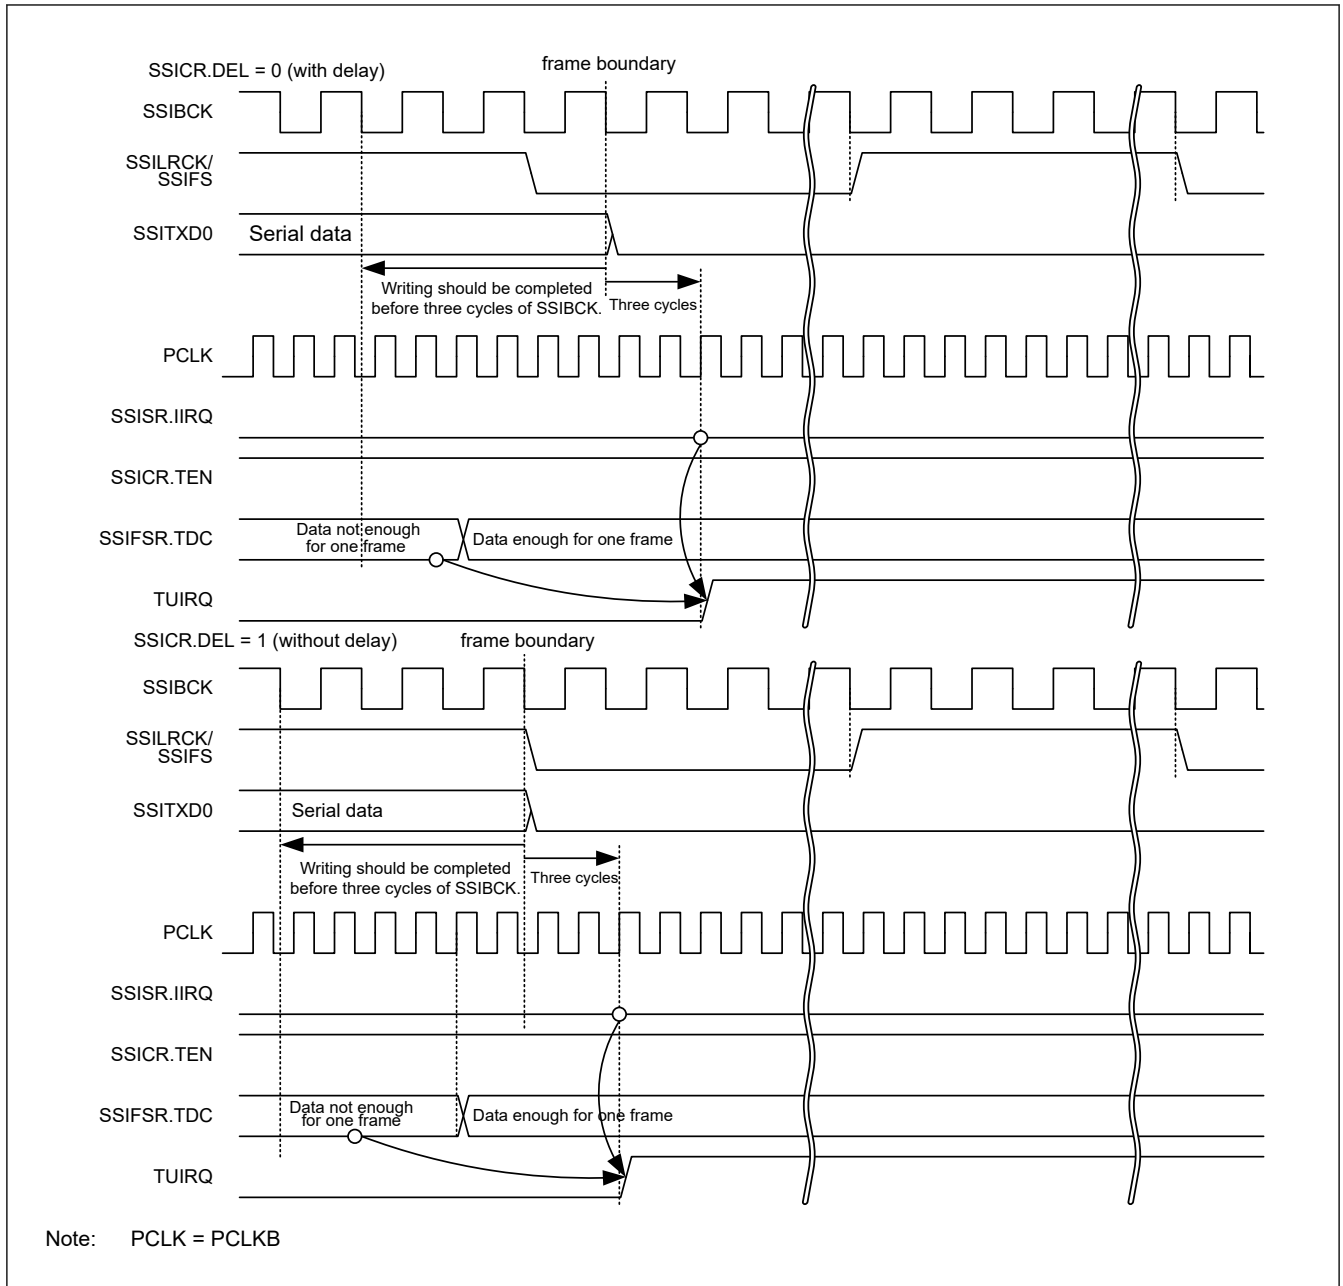 SSICR.DEL = 0 (with delay)
frame boundary
SSIBCK
SSILRCK/
SSIFS
SSITXD0
Serial data
Writing should be completed
before three cycles of SSIBCK.
Three cycles
PCLK
SSISR.IIRQ
SSICR.TEN
SSIFSR.TDC
Data not enough
for one frame
Data enough for one frame
TUIRQ
SSICR.DEL = 1 (without delay)
frame boundary
SSIBCK
SSILRCK/
SSIFS
SSITXD0
Serial data
Writing should be completed
before three cycles of SSIBCK.
Three cycles
PCLK
SSISR.IIRQ
SSICR.TEN
SSIFSR.TDC
Data not enough
for one frame
Data enough for one frame
TUIRQ
Note: PCLK = PCLKB